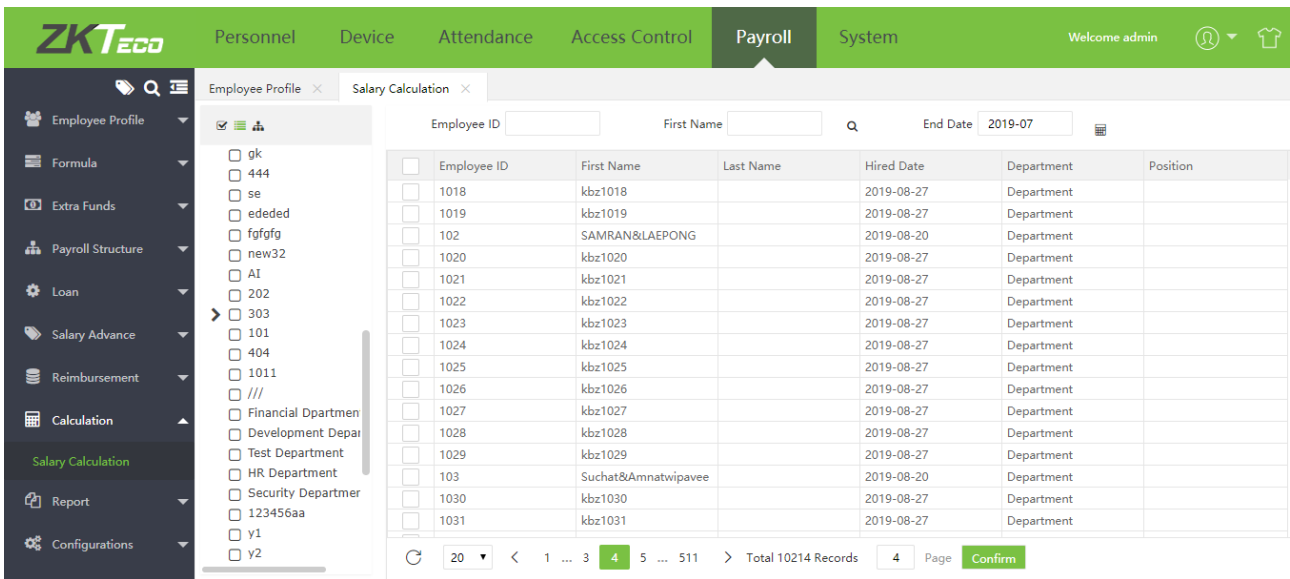 ZKTeco Personnel Device Attendance Access Control Payroll System Welcome admin
Employee Profile × Salary Calculation ×
Employee Profile
Formula
Extra Funds
Payroll Structure
Loan
Salary Advance
Reimbursement
Calculation
Salary Calculation
Report
Configurations
gk
444
se
ededed
fgfgfg
new32
AI
202
303
101
404
1011
///
Financial Dpartmen
Development Depar
Test Department
HR Department
Security Departmer
123456aa
y1
y2
Employee ID First Name End Date 2019-07
Employee ID First Name Last Name Hired Date Department Position
1018 kbz1018 2019-08-27 Department
1019 kbz1019 2019-08-27 Department
102 SAMRAN&LAEPONG 2019-08-20 Department
1020 kbz1020 2019-08-27 Department
1021 kbz1021 2019-08-27 Department
1022 kbz1022 2019-08-27 Department
1023 kbz1023 2019-08-27 Department
1024 kbz1024 2019-08-27 Department
1025 kbz1025 2019-08-27 Department
1026 kbz1026 2019-08-27 Department
1027 kbz1027 2019-08-27 Department
1028 kbz1028 2019-08-27 Department
1029 kbz1029 2019-08-27 Department
103 Suchat&Amnatwipavee 2019-08-20 Department
1030 kbz1030 2019-08-27 Department
1031 kbz1031 2019-08-27 Department
20 < 1 ... 3 4 5 ... 511 > Total 10214 Records 4 Page Confirm